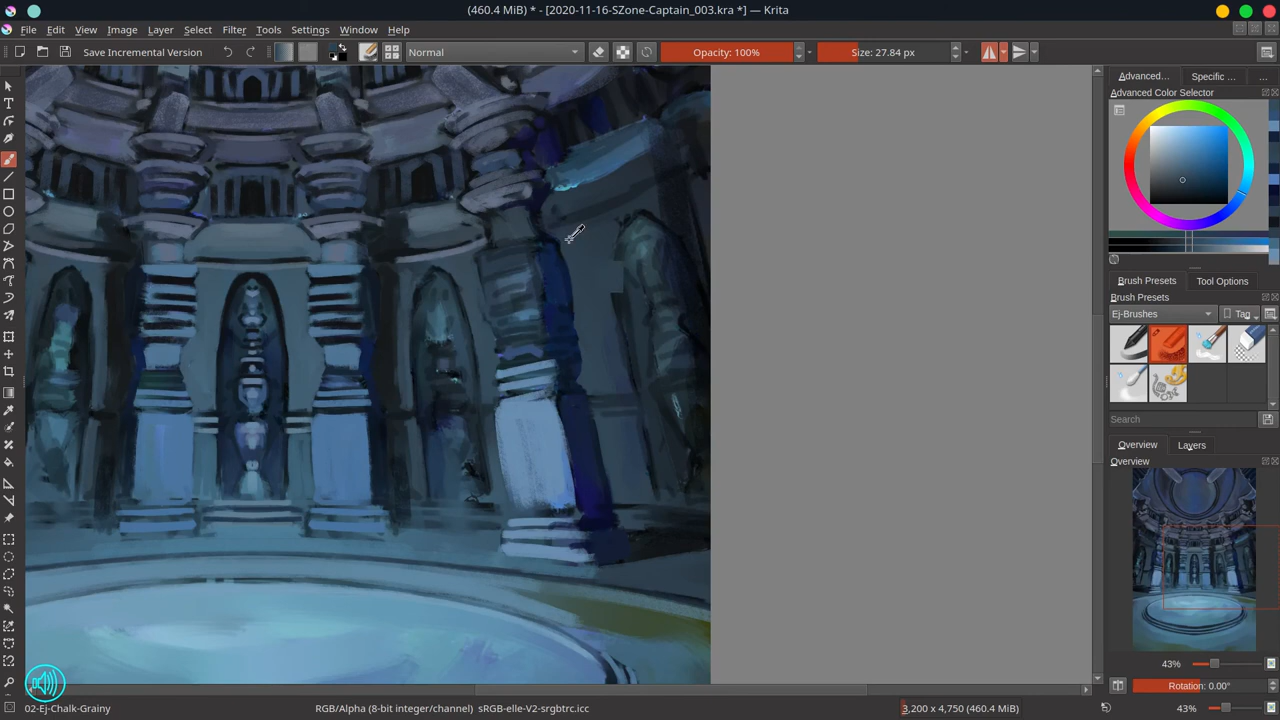 (460.4 MiB) * - [2020-11-16-SZone-Captain_003.kra *] — Krita
File Edit View Image Layer Select Filter Tools Settings Window Help
Save Incremental Version Normal Opacity: 100% Size: 27.84 px
Advanced... Specific ... ...
Advanced Color Selector
Brush Presets Tool Options
Brush Presets
Ej-Brushes Tag
Search
Overview Layers
Overview
43%
Rotation: 0.00°
02-Ej-Chalk-Grainy RGB/Alpha (8-bit integer/channel) sRGB-elle-V2-srgbtrc.icc 3,200 x 4,750 (460.4 MiB) 43%